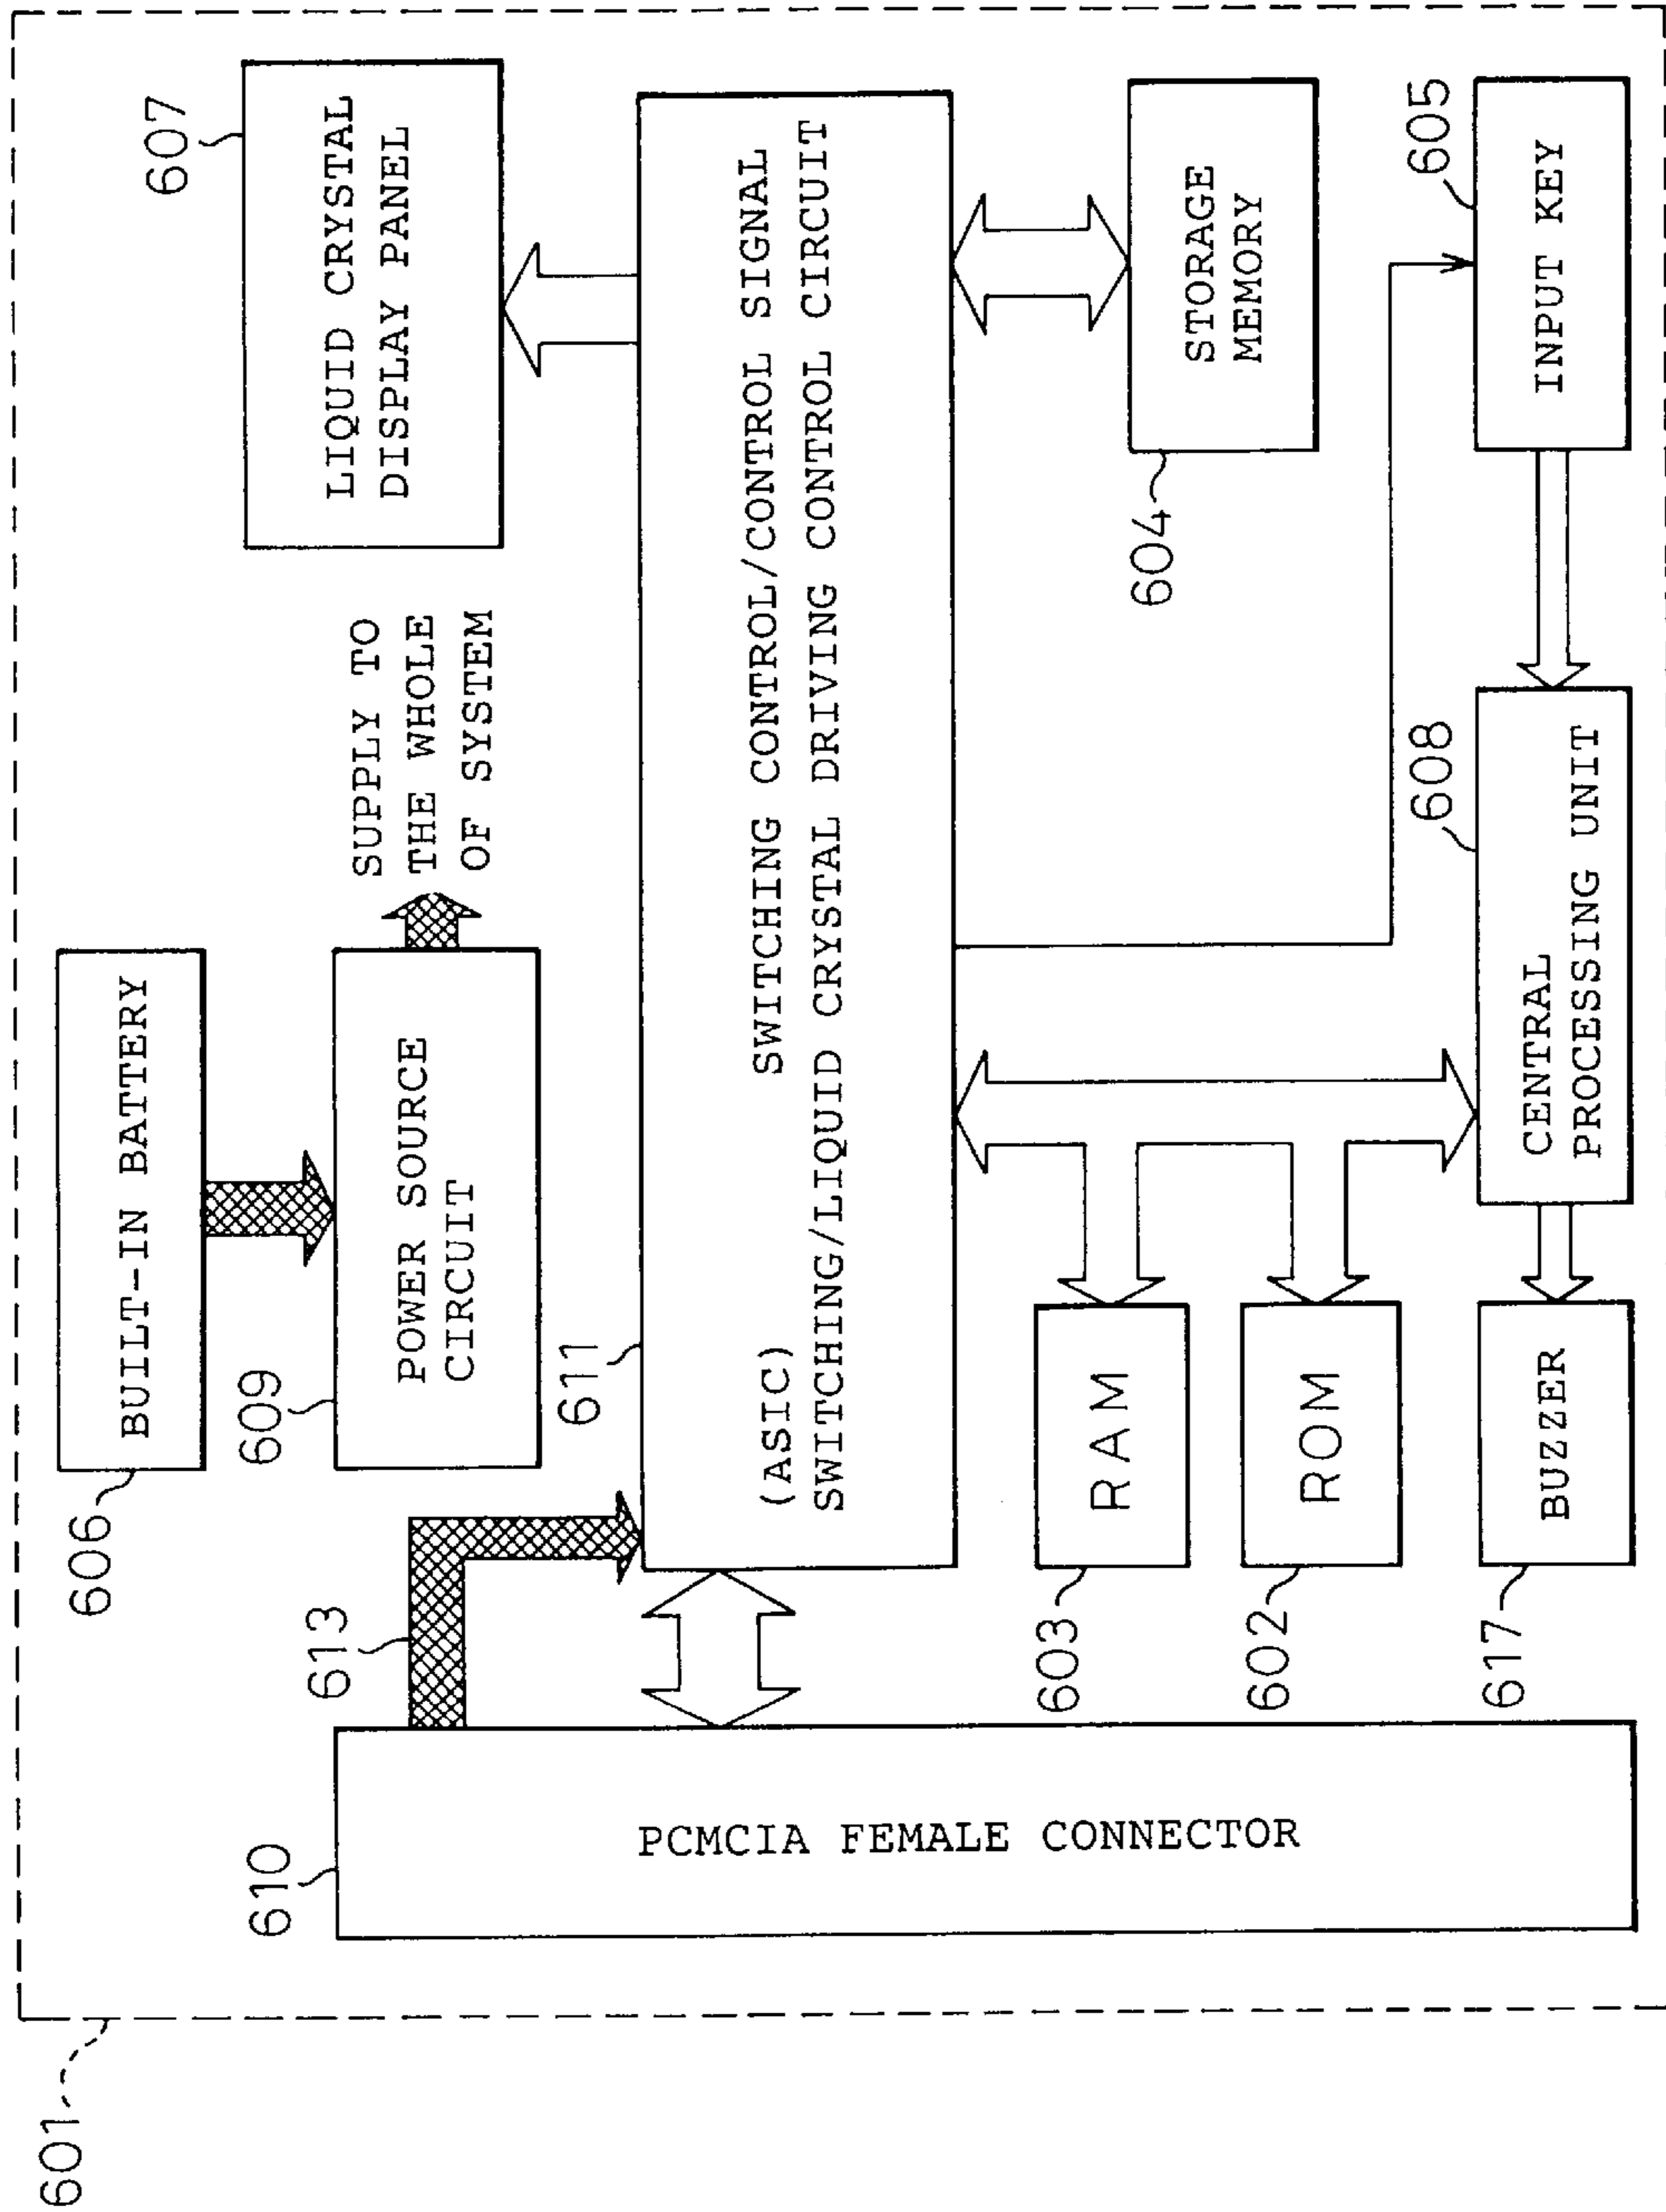 601
606
BUILT-IN BATTERY
609
POWER SOURCE
CIRCUIT
SUPPLY TO
THE WHOLE
OF SYSTEM
607
LIQUID CRYSTAL
DISPLAY PANEL
610
PCMCIA FEMALE CONNECTOR
613
611
SWITCHING CONTROL/CONTROL SIGNAL
(ASIC)
SWITCHING/LIQUID CRYSTAL DRIVING CONTROL CIRCUIT
603
RAM
602
ROM
617
BUZZER
608
CENTRAL
PROCESSING UNIT
604
STORAGE
MEMORY
605
INPUT KEY